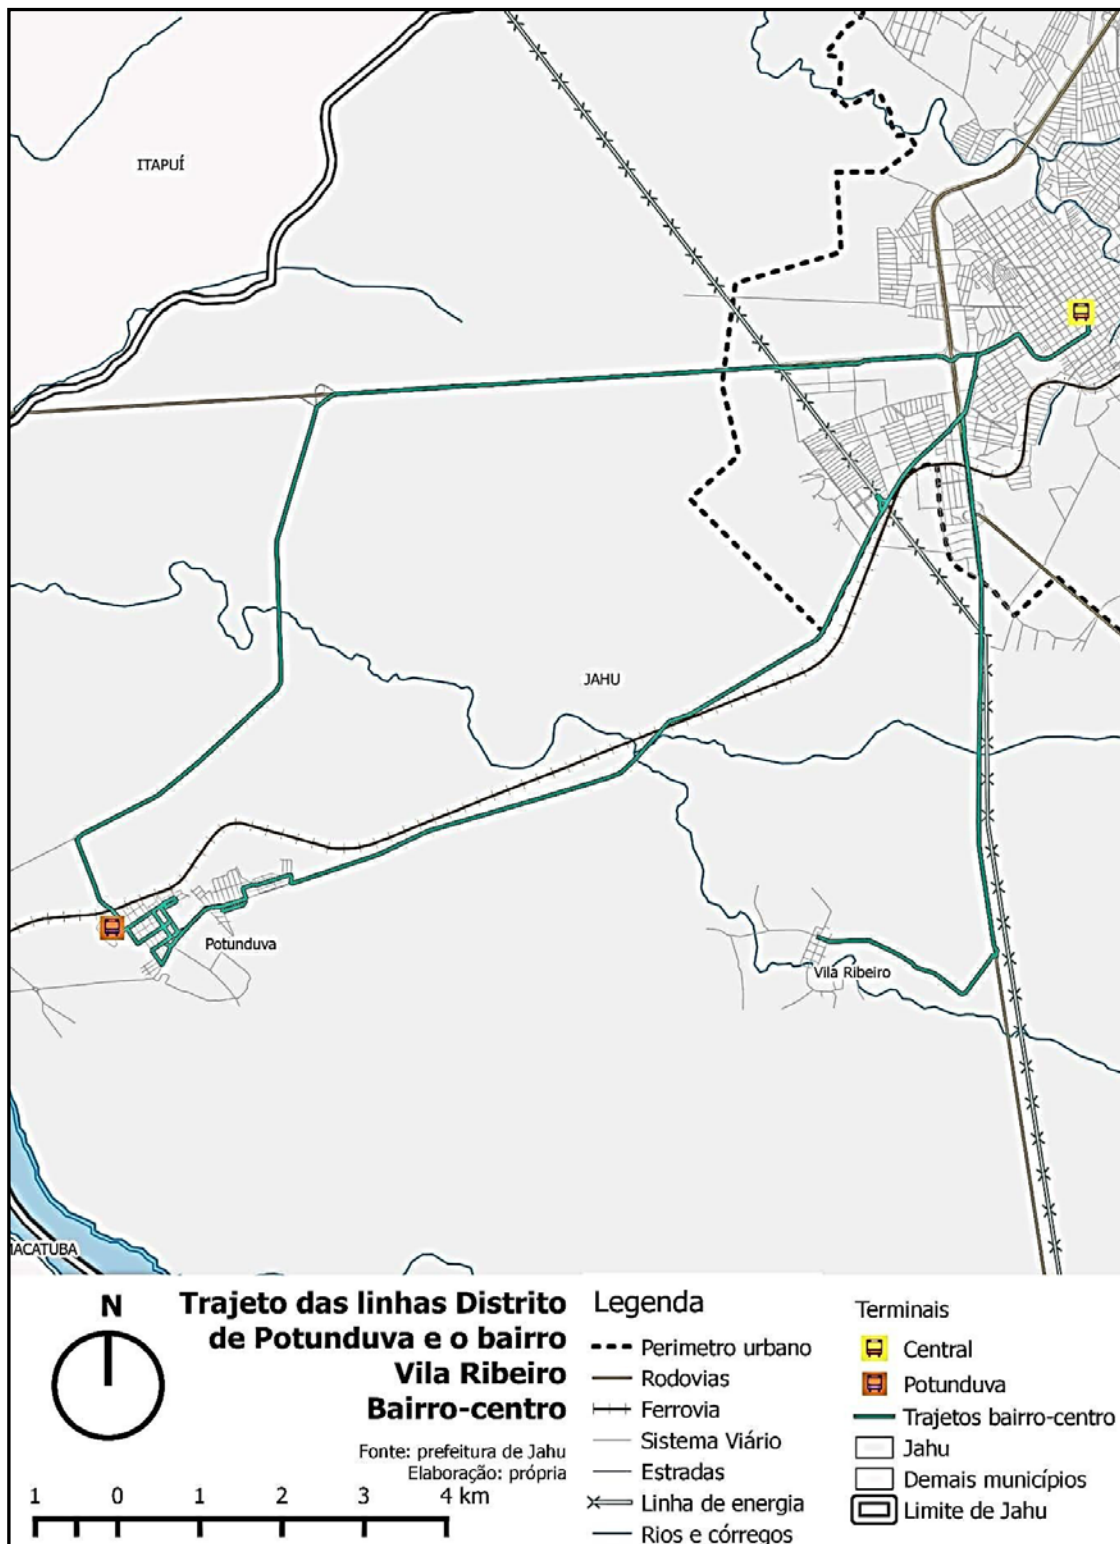 ITAPUÍ
JAHU
Potunduva
Vila Ribeiro
MACATUBA
N
Trajeto das linhas Distrito
de Potunduva e o bairro
Vila Ribeiro
Bairro-centro
Fonte: prefeitura de Jahu
Elaboração: própria
1 0 1 2 3 4 km
Legenda
Perimetro urbano
Rodovias
Ferrovia
Sistema Viário
Estradas
Linha de energia
Rios e córregos
Terminais
Central
Potunduva
Trajetos bairro-centro
Jahu
Demais municípios
Limite de Jahu